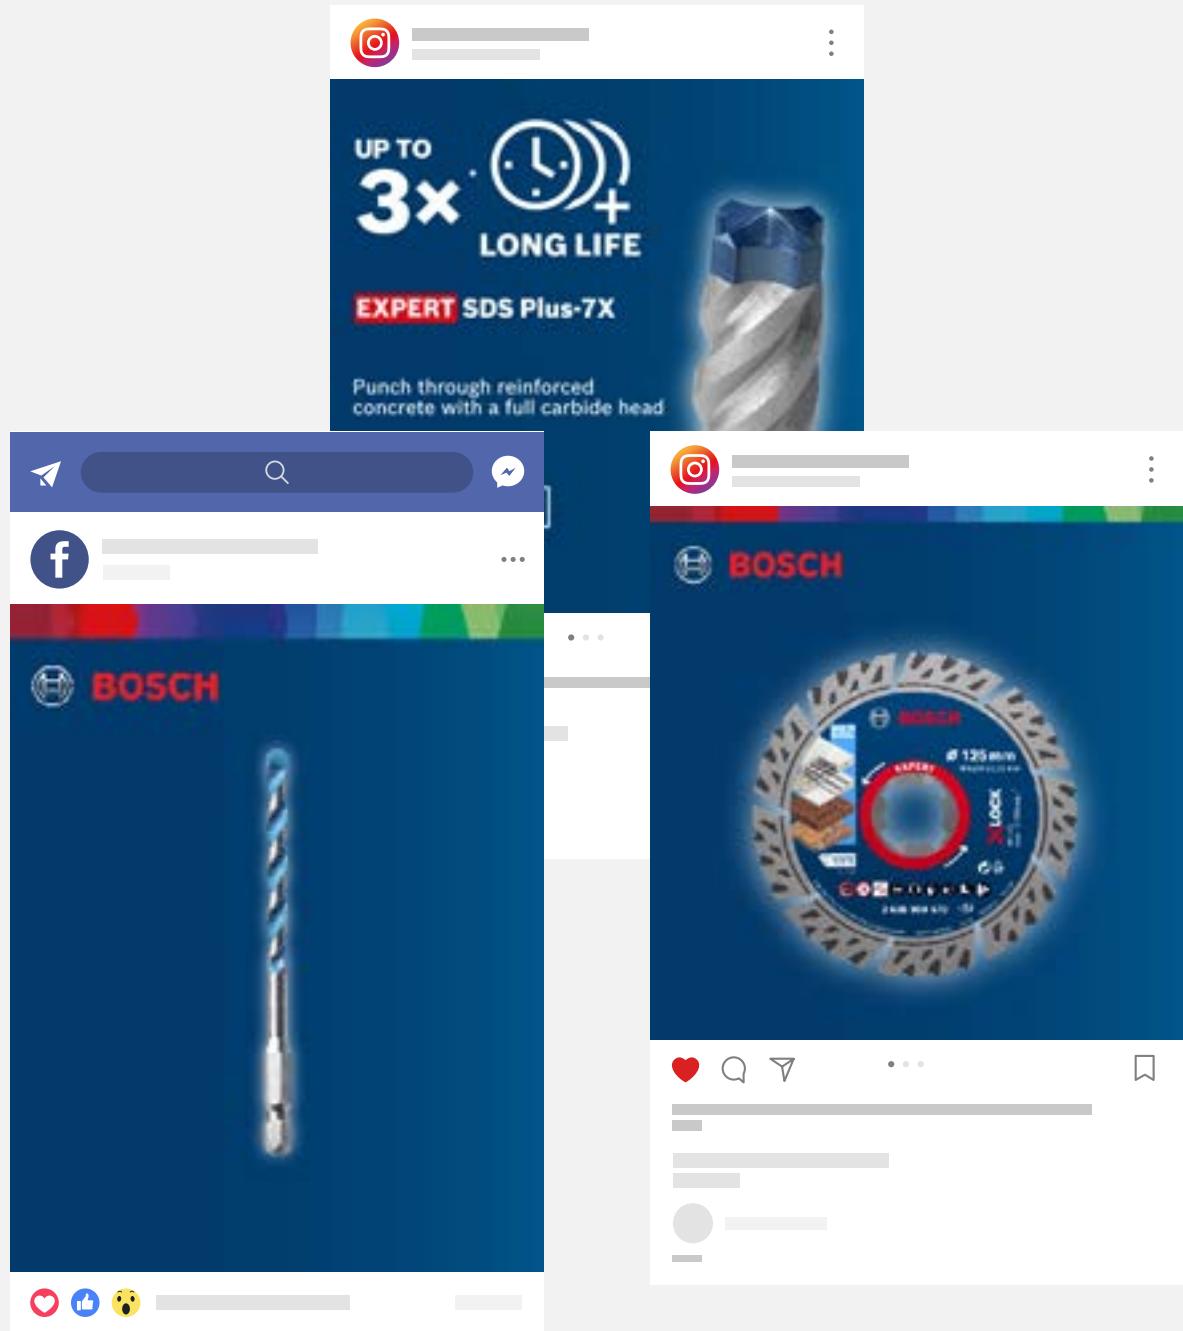 UP TO
3x
LONG LIFE
EXPERT SDS Plus-7X
Punch through reinforced
concrete with a full carbide head
BOSCH
BOSCH
BOSCH
Ø 125 mm
EXPERT
X LOCK